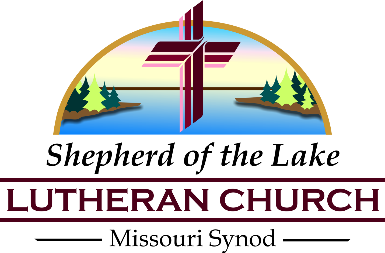 Shepherd of the Lake
LUTHERAN CHURCH
Missouri Synod